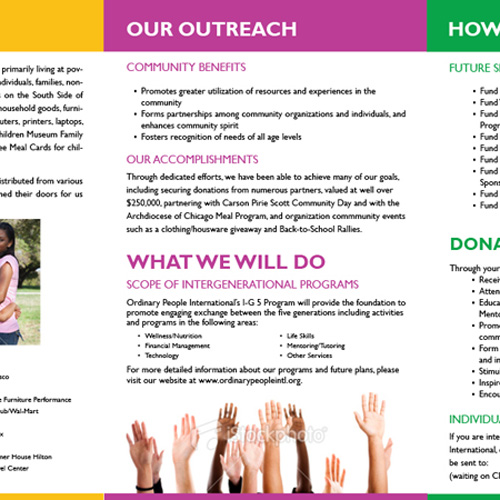 primarily living at pov-
dividuals, families, non-
s on the South Side of
household goods, furni-
uters, printers, laptops,
hildren Museum Family
ee Meal Cards for chil-
istributed from various
ned their doors for us
sco
e Furniture Performance
ub/Wal-Mart
x
mer House Hilton
vel Center
OUR OUTREACH
COMMUNITY BENEFITS
• Promotes greater utilization of resources and experiences in the
community
• Forms partnerships among community organizations and individuals, and
enhances community spirit
• Fosters recognition of needs of all age levels
OUR ACCOMPLISHMENTS
Through dedicated efforts, we have been able to achieve many of our goals,
including securing donations from numerous partners, valued at well over
$250,000, partnering with Carson Pirie Scott Community Day and with the
Archdiocese of Chicago Meal Program, and organization commmunity events
such as a clothing/housware giveaway and Back-to-School Rallies.
WHAT WE WILL DO
SCOPE OF INTERGENERATIONAL PROGRAMS
Ordinary People International's I-G 5 Program will provide the foundation to
promote engaging exchange between the five generations including activities
and programs in the following areas:
• Wellness/Nutrition
• Financial Management
• Technology
• Life Skills
• Mentoring/Tutoring
• Other Services
For more detailed information about our programs and future plans, please
visit our website at www.ordinarypeopleintl.org.
iStockphoto
HOW
FUTURE S
• Fund
• Fund
Progr
• Fund
• Fund
• Fund
• Fund
Spons
• Fund
• Fund
DONA
Through your
• Recei
• Atten
• Educa
Mento
• Promo
comm
• Form
and in
• Stimul
• Inspire
• Encou
INDIVIDUA
If you are inte
International,
be sent to:
(waiting on Cl